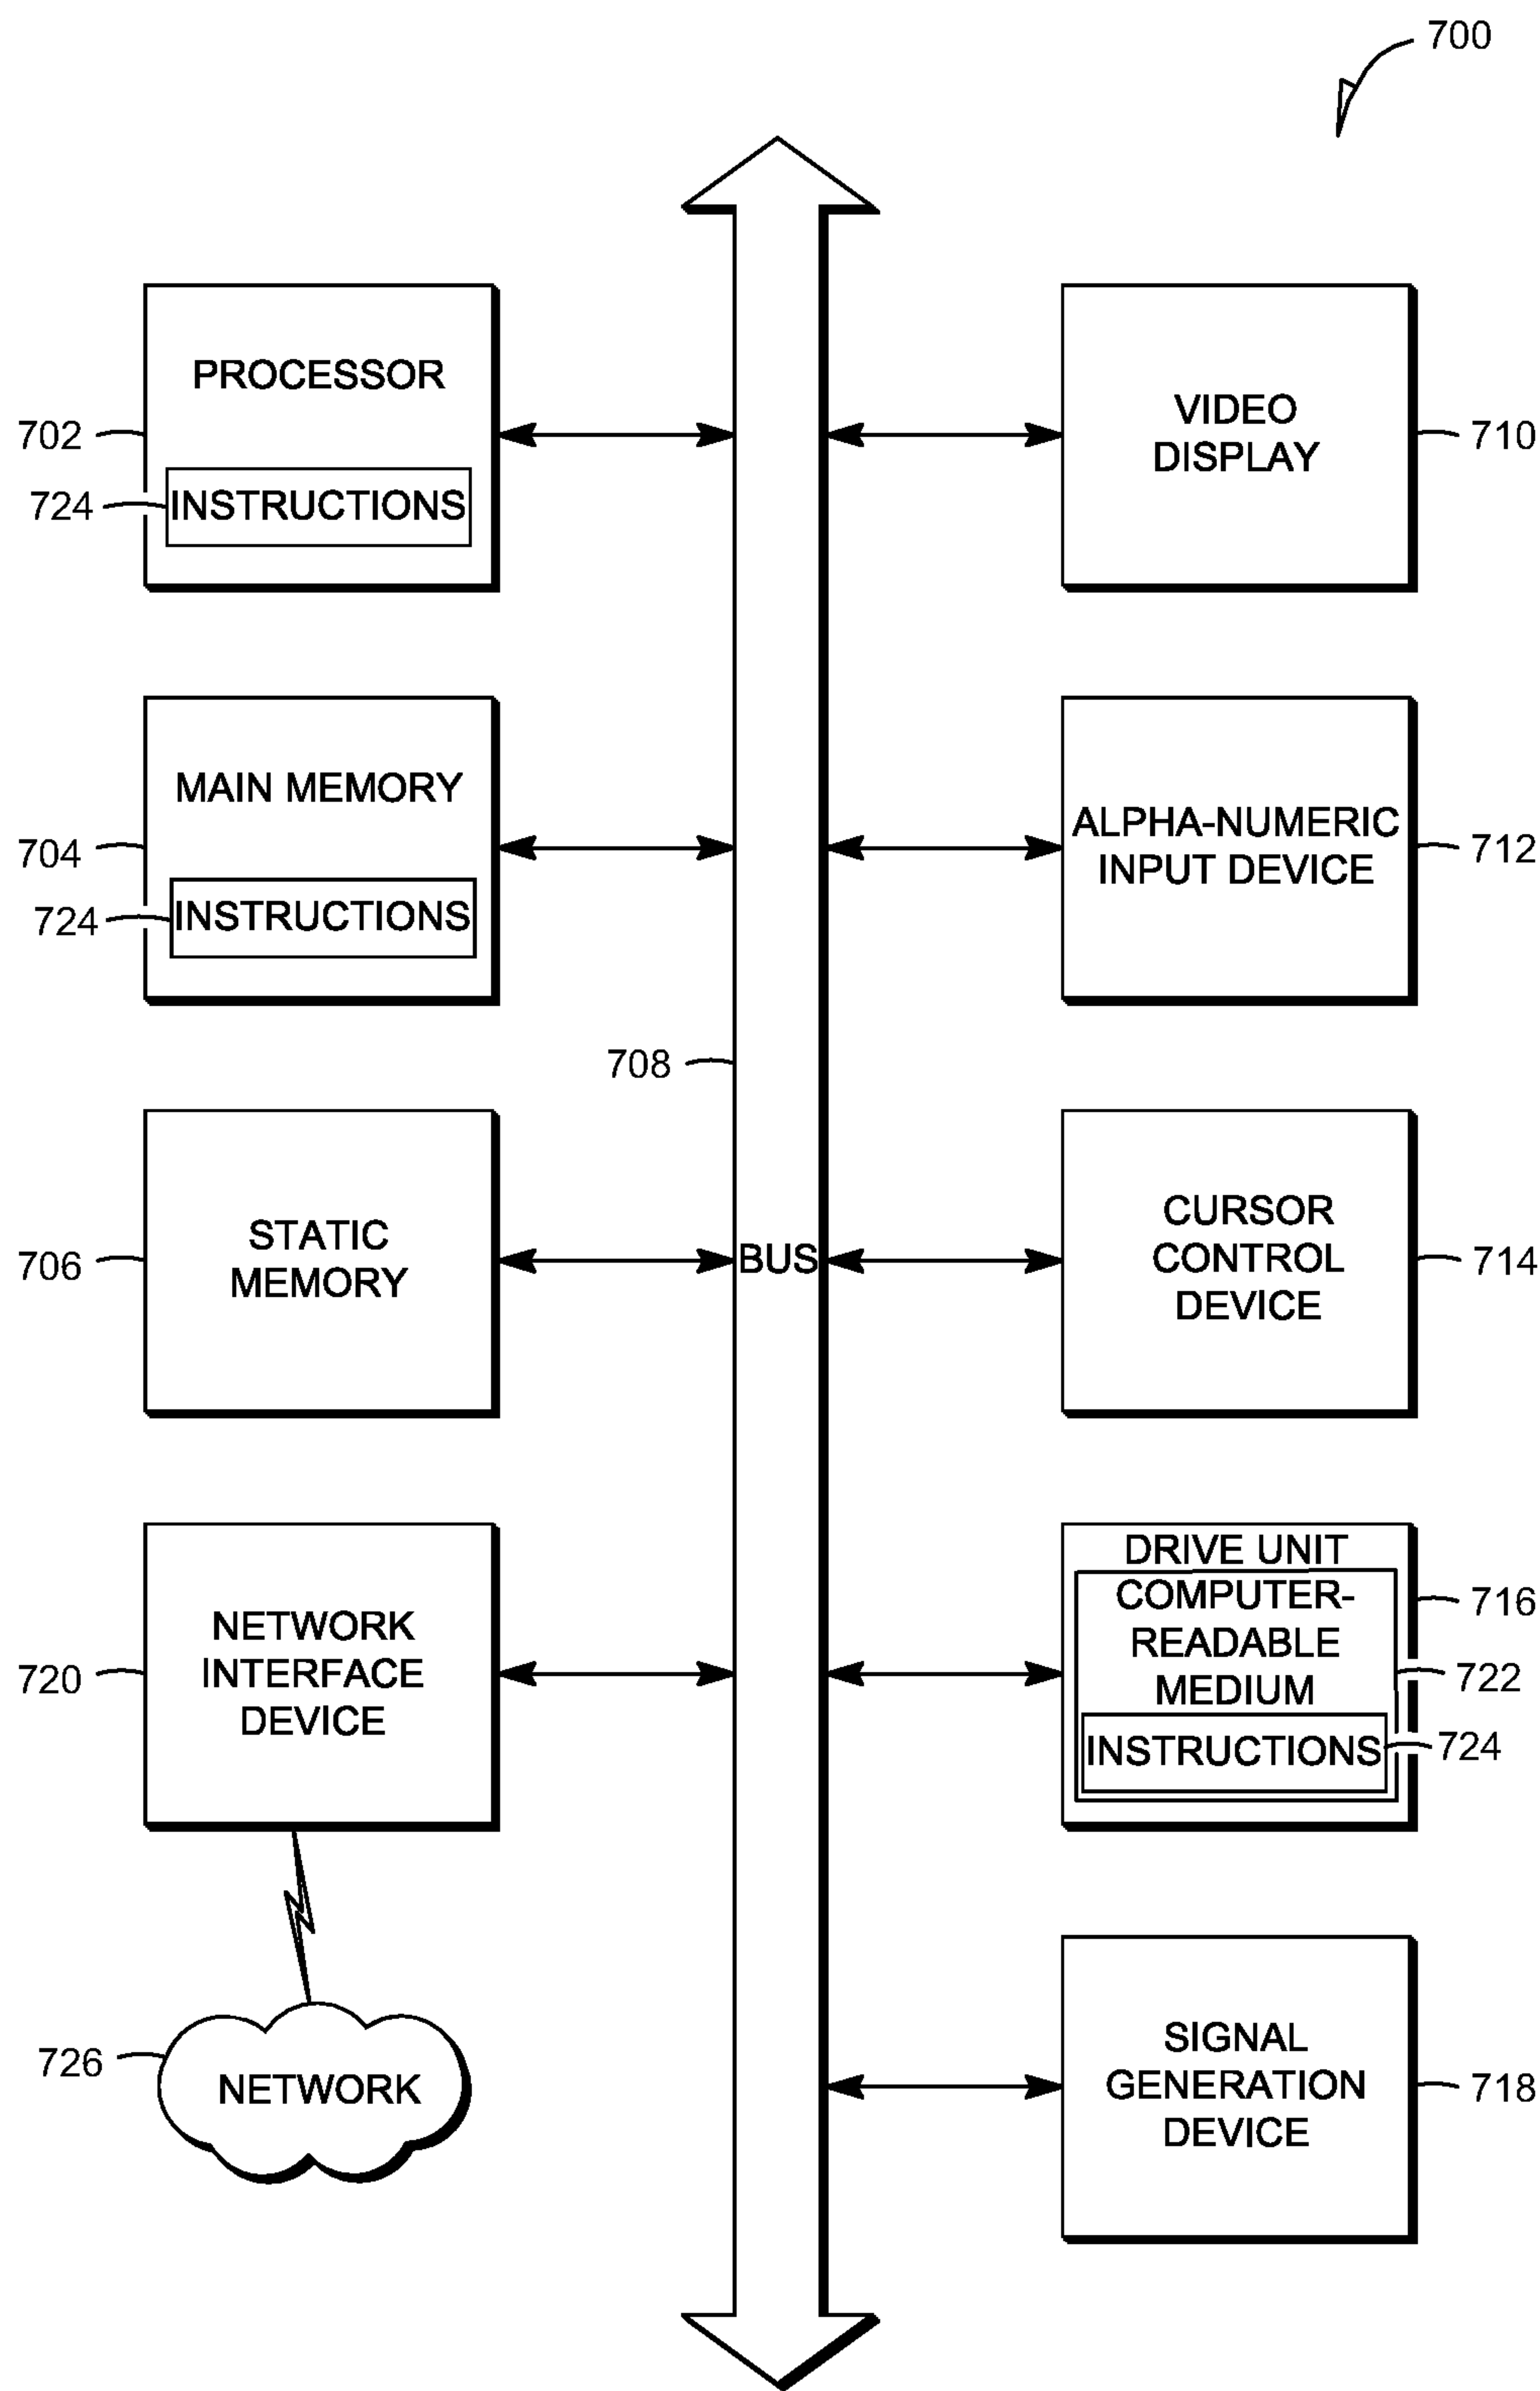 700
PROCESSOR
702
724
INSTRUCTIONS
VIDEO
DISPLAY
710
MAIN MEMORY
704
724
INSTRUCTIONS
ALPHA-NUMERIC
INPUT DEVICE
712
708
STATIC
MEMORY
706
BUS
CURSOR
CONTROL
DEVICE
714
NETWORK
INTERFACE
DEVICE
720
DRIVE UNIT
COMPUTER-
READABLE
MEDIUM
INSTRUCTIONS
716
722
724
726
NETWORK
SIGNAL
GENERATION
DEVICE
718